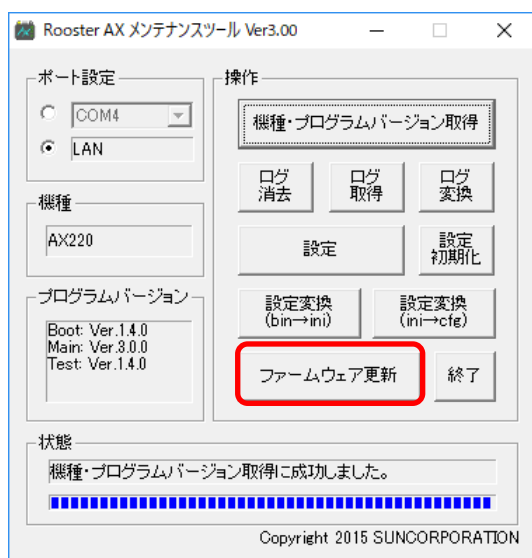 Rooster AX メンテナンスツール Ver3.00
ポート設定
COM4
LAN
機種
AX220
プログラムバージョン
Boot: Ver.1.4.0
Main: Ver.3.0.0
Test: Ver.1.4.0
操作
機種・プログラムバージョン取得
ログ
消去
ログ
取得
ログ
変換
設定
設定
初期化
設定変換
(bin→ini)
設定変換
(ini→cfg)
ファームウェア更新
終了
状態
機種・プログラムバージョン取得に成功しました。
Copyright 2015 SUNCORPORATION